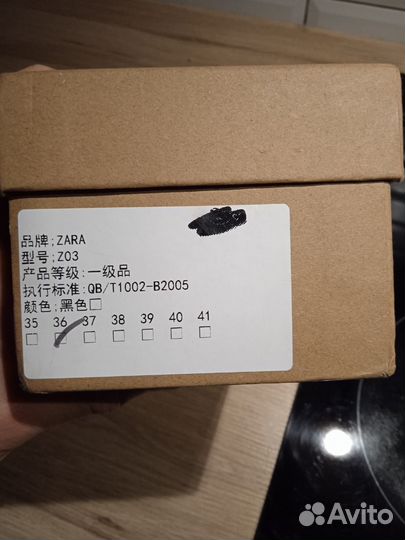 品牌;ZARA
型号;Z03
产品等级:一级品
执行标准:QB/T1002-B2005
颜色;黑色□
35 36 37 38 39 40 41
□ □ □ □ □ □ □
Avito